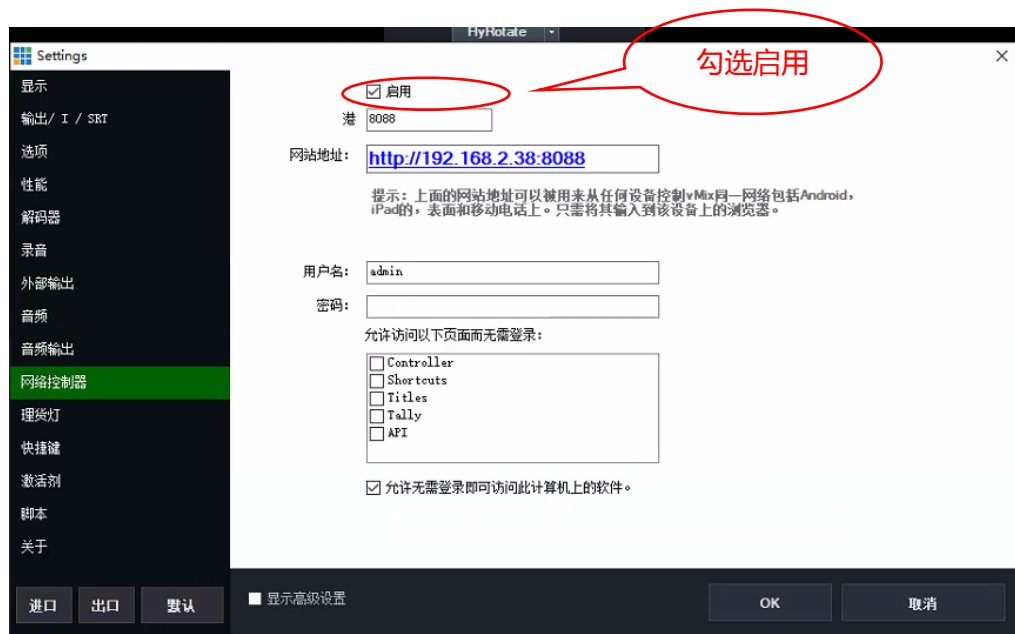 HyRotate
勾选启用
Settings
显示
输出/ I / SRT
选项
性能
解码器
录音
外部输出
音频
音频输出
网络控制器
理货灯
快捷键
激活剂
脚本
关于
进口
出口
默认
启用
港
8088
网站地址:
http://192.168.2.38:8088
提示: 上面的网站地址可以被用来从任何设备控制vMix同一网络包括Android,
iPad的, 表面和移动电话上。只需将其输入到该设备上的浏览器。
用户名:
admin
密码:
允许访问以下页面而无需登录:
Controller
Shortcuts
Titles
Tally
API
允许无需登录即可访问此计算机上的软件。
显示高级设置
OK
取消